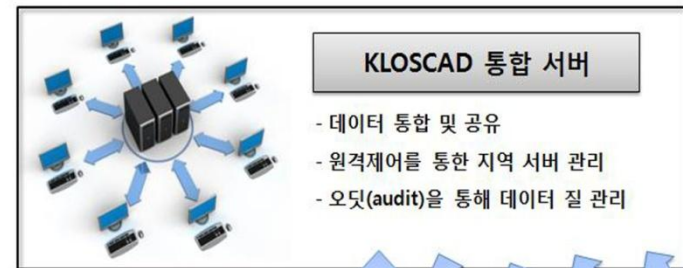 KLOSCAD 통합 서버
- 데이터 통합 및 공유
- 원격제어를 통한 지역 서버 관리
- 오딧(audit)을 통해 데이터 질 관리